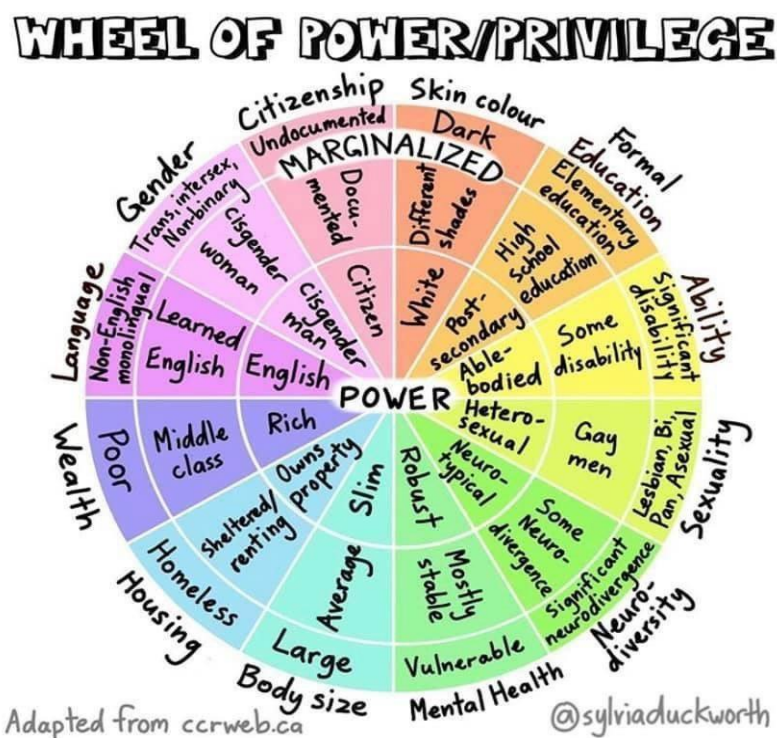 WHEEL OF POWER/PRIVILEGE
Citizenship
Undocumented
Docu-
mented
Citizen
Skin colour
Dark
Different
shades
White
Formal
Education
Elementary
education
High
School
education
Post-
secondary
Ability
Significant
disability
Some
disability
Able-
bodied
Sexuality
Lesbian, Bi,
Pan, Asexual
Gay
men
Hetero-
sexual
Neuro-
diversity
Significant
neurodivergence
Some
Neuro-
divergence
Neuro-
typical
Mental Health
Vulnerable
Mostly
stable
Robust
Body size
Large
Average
Slim
Housing
Homeless
Sheltered/
renting
Owns
property
Wealth
Poor
Middle
class
Rich
Language
Non-English
monolingual
Learned
English
English
Gender
Trans, intersex,
Non-binary
cisgender
woman
cisgender
man
MARGINALIZED
POWER
Adapted from ccrweb.ca
@sylviaduckworth